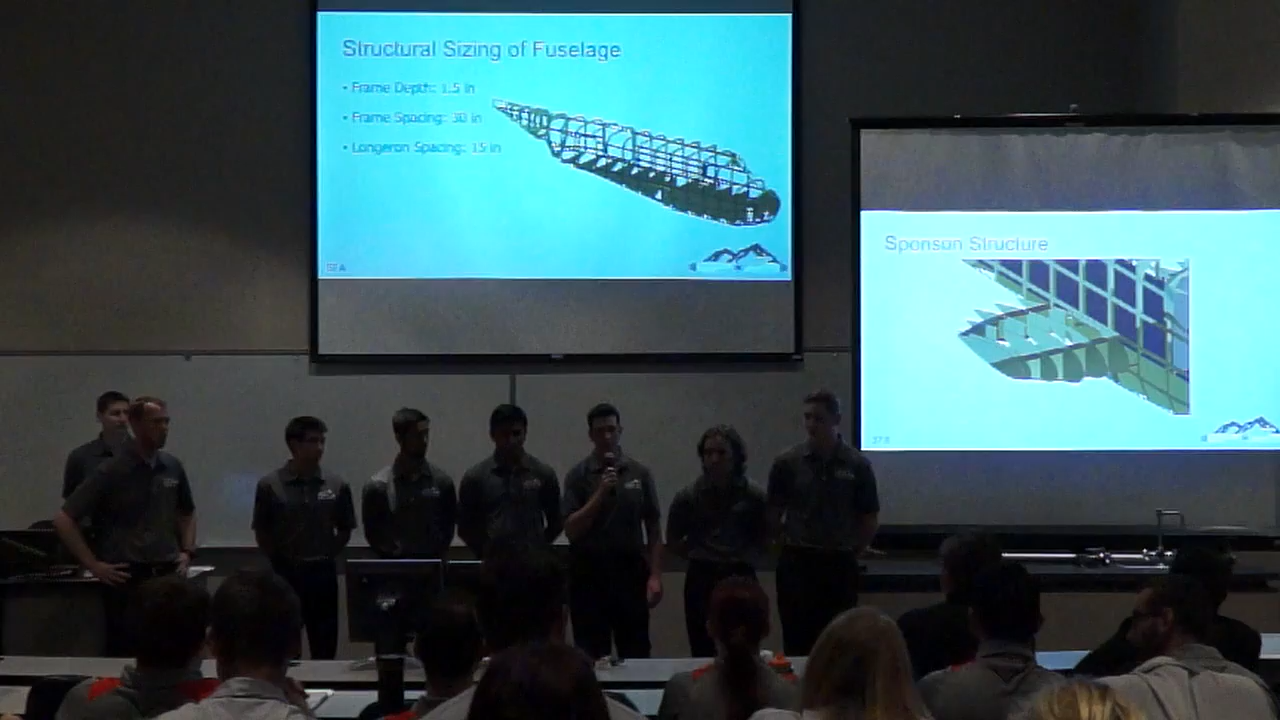 Structural Sizing of Fuselage
• Frame Depth: 1.5 in
• Frame Spacing: 30 in
• Longeron Spacing: 15 in
Sponson Structure